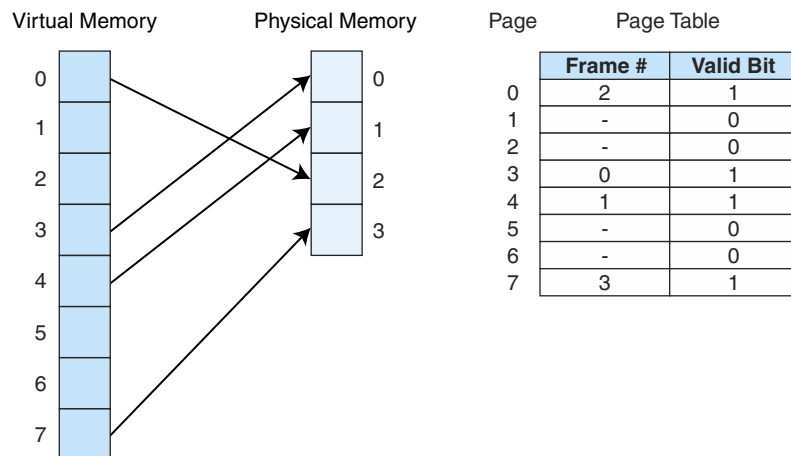 Virtual Memory
Physical Memory
Page
Page Table
0
1
2
3
4
5
6
7
0
1
2
3
Frame # Valid Bit
0 2 1
1 - 0
2 - 0
3 0 1
4 1 1
5 - 0
6 - 0
7 3 1